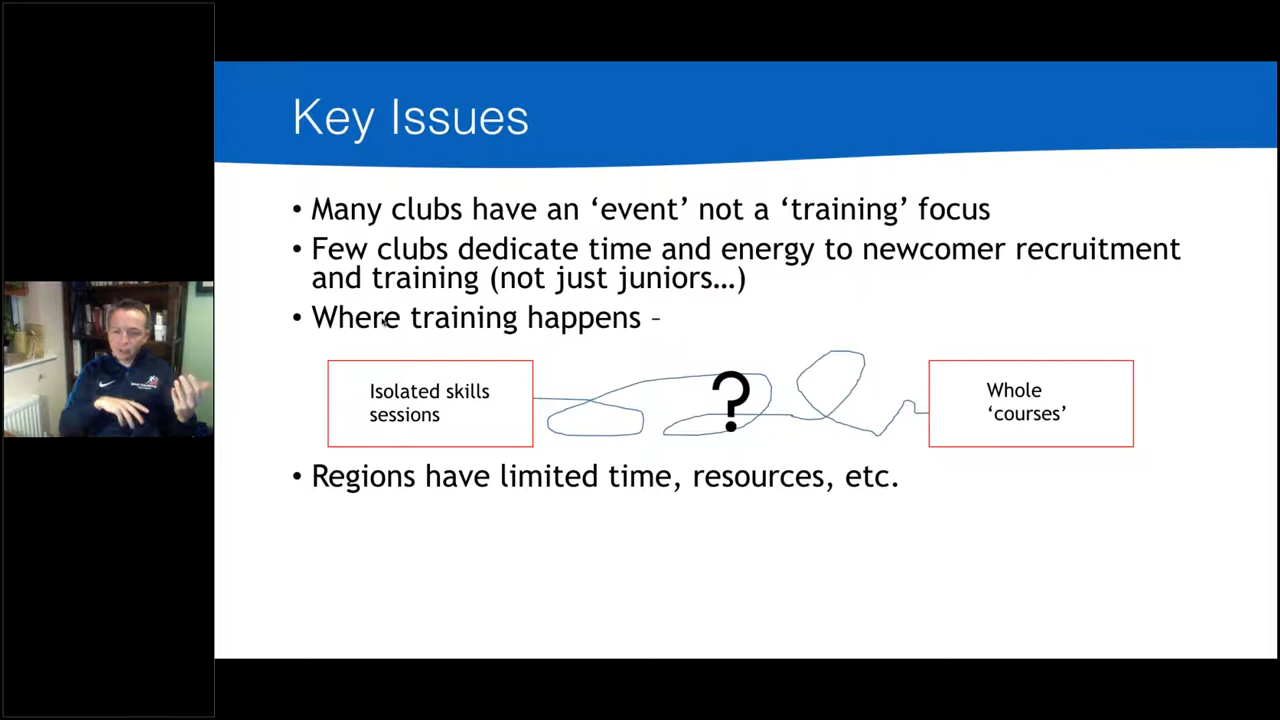 Key Issues
• Many clubs have an ‘event’ not a ‘training’ focus
• Few clubs dedicate time and energy to newcomer recruitment
and training (not just juniors…)
• Where training happens –
Isolated skills
sessions
?
Whole
‘courses’
• Regions have limited time, resources, etc.